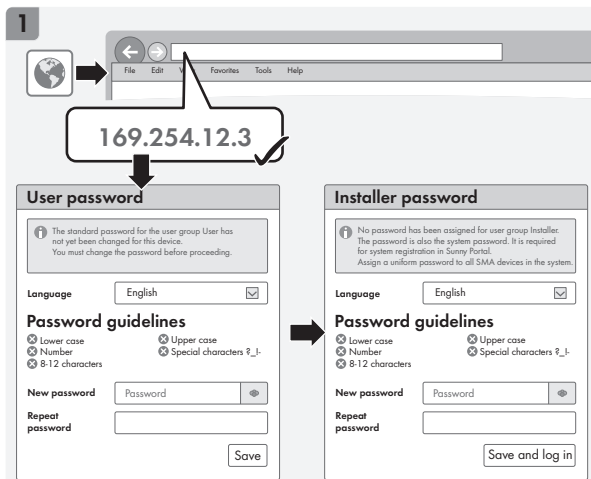 1
File Edit Favorites Tools Help
169.254.12.3
User password
The standard password for the user group User has
not yet been changed for this device.
You must change the password before proceeding.
Language English
Password guidelines
Lower case Upper case
Number Special characters ?_!-
8-12 characters
New password Password
Repeat
password
Save
Installer password
No password has been assigned for user group Installer.
The password is also the system password. It is required
for system registration in Sunny Portal.
Assign a uniform password to all SMA devices in the system.
Language English
Password guidelines
Lower case Upper case
Number Special characters ?_!-
8-12 characters
New password Password
Repeat
password
Save and log in